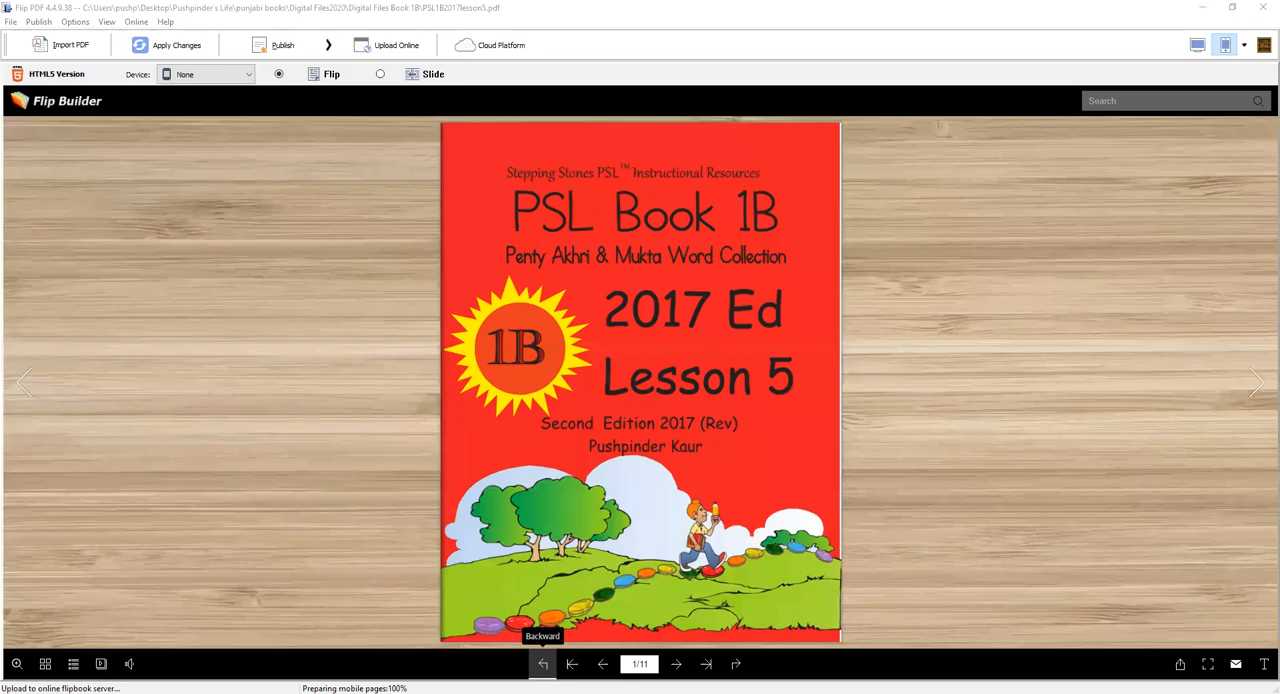 Flip PDF 4.4.9.38 -- C:\Users\pushp\Desktop\Pushpinder's Life\punjabi books\Digital Files2020\Digital Files Book 1B\PSL1B2017lesson5.pdf
File Publish Options View Online Help
Import PDF Apply Changes Publish Upload Online Cloud Platform
HTML5 Version Device: None Flip Slide
Flip Builder Search
Stepping Stones PSL™ Instructional Resources
PSL Book 1B
Penty Akhri & Mukta Word Collection
2017 Ed
1B
Lesson 5
Second Edition 2017 (Rev)
Pushpinder Kaur
Backward
1/11
Upload to online flipbook server... Preparing mobile pages:100%